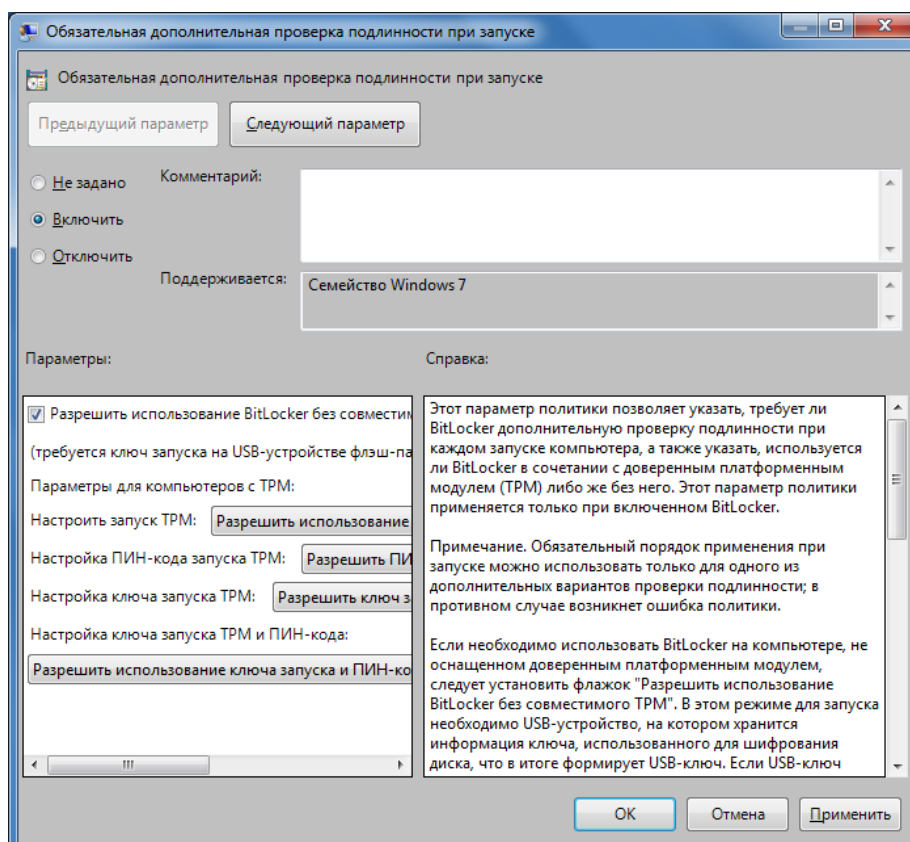 Обязательная дополнительная проверка подлинности при запуске
Обязательная дополнительная проверка подлинности при запуске
Предыдущий параметр
Следующий параметр
Не задано
Комментарий:
Включить
Отключить
Поддерживается:
Семейство Windows 7
Параметры:
Справка:
Разрешить использование BitLocker без совместим
(требуется ключ запуска на USB-устройстве флэш-па
Параметры для компьютеров с TPM:
Настроить запуск TPM:
Разрешить использование
Настройка ПИН-кода запуска TPM:
Разрешить ПИ
Настройка ключа запуска TPM:
Разрешить ключ з
Настройка ключа запуска TPM и ПИН-кода:
Разрешить использование ключа запуска и ПИН-ко
Этот параметр политики позволяет указать, требует ли
BitLocker дополнительную проверку подлинности при
каждом запуске компьютера, а также указать, используется
ли BitLocker в сочетании с доверенным платформенным
модулем (TPM) либо же без него. Этот параметр политики
применяется только при включенном BitLocker.
Примечание. Обязательный порядок применения при
запуске можно использовать только для одного из
дополнительных вариантов проверки подлинности; в
противном случае возникнет ошибка политики.
Если необходимо использовать BitLocker на компьютере, не
оснащенном доверенным платформенным модулем,
следует установить флажок "Разрешить использование
BitLocker без совместимого TPM". В этом режиме для запуска
необходимо USB-устройство, на котором хранится
информация ключа, использованного для шифрования
диска, что в итоге формирует USB-ключ. Если USB-ключ
OK
Отмена
Применить